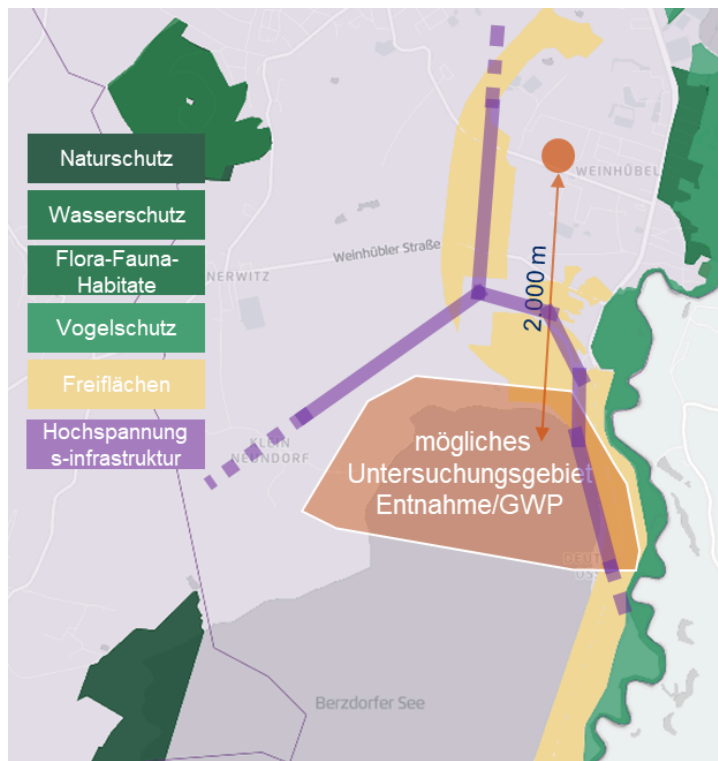 Naturschutz
Wasserschutz
Flora-Fauna-
Habitate
Vogelschutz
Freiflächen
Hochspannung
s-infrastruktur
WEINHÜBEL
Weinhübler Straße
NERWITZ
2.000 m
KLEIN
NEUNDORF
mögliches
Untersuchungsgebiet
Entnahme/GWP
Berzdorfer See